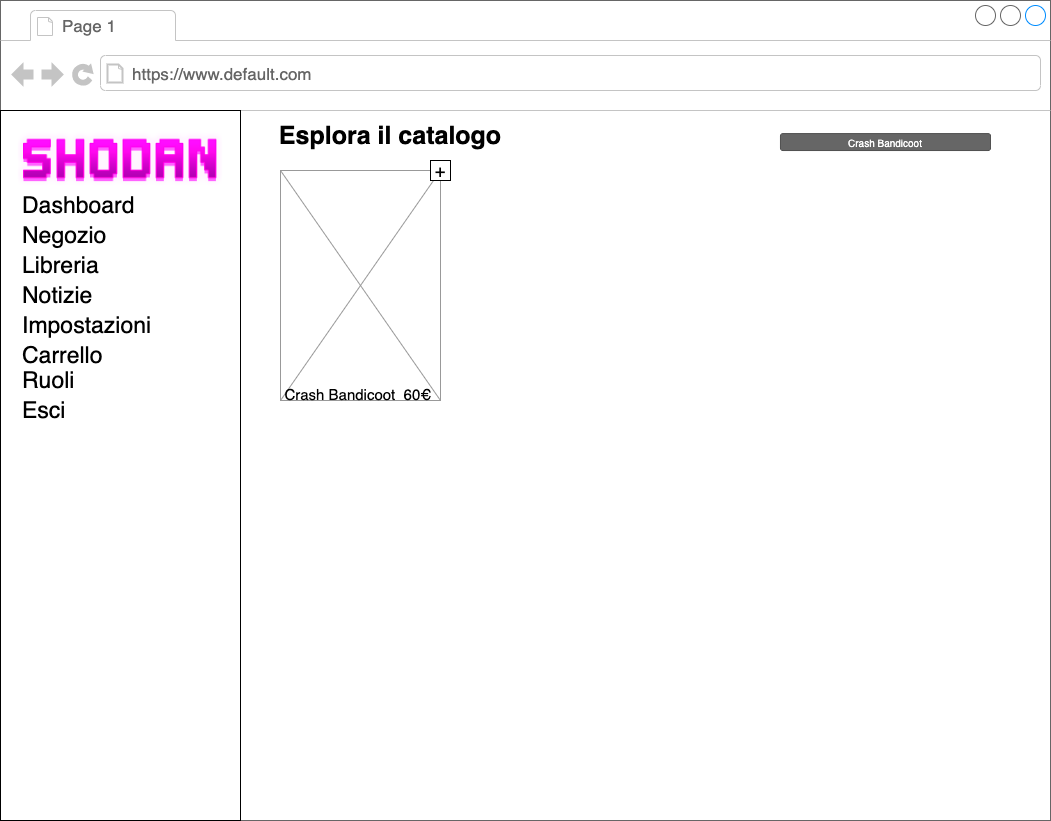 Page 1
https://www.default.com
SHODAN
Dashboard
Negozio
Libreria
Notizie
Impostazioni
Carrello
Ruoli
Esci
Esplora il catalogo
Crash Bandicoot
+
Crash Bandicoot 60€